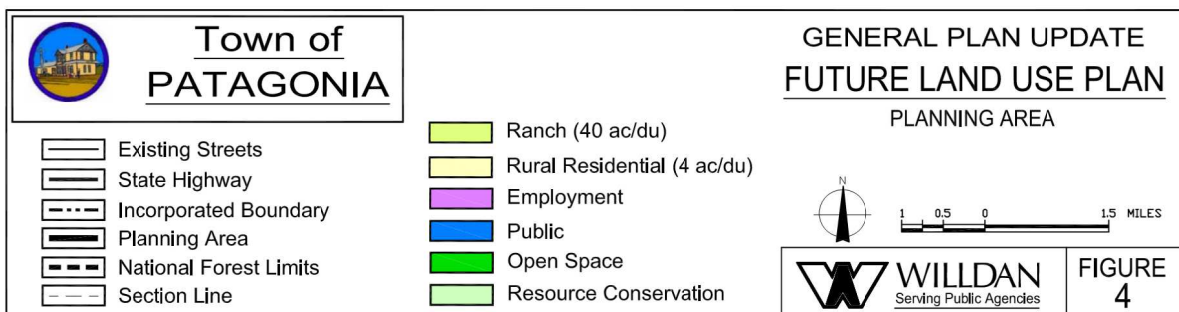 Town of
PATAGONIA
Existing Streets
State Highway
Incorporated Boundary
Planning Area
National Forest Limits
Section Line
Ranch (40 ac/du)
Rural Residential (4 ac/du)
Employment
Public
Open Space
Resource Conservation
GENERAL PLAN UPDATE
FUTURE LAND USE PLAN
PLANNING AREA
N
1 0.5 0 1.5 MILES
WILLDAN
Serving Public Agencies
FIGURE
4